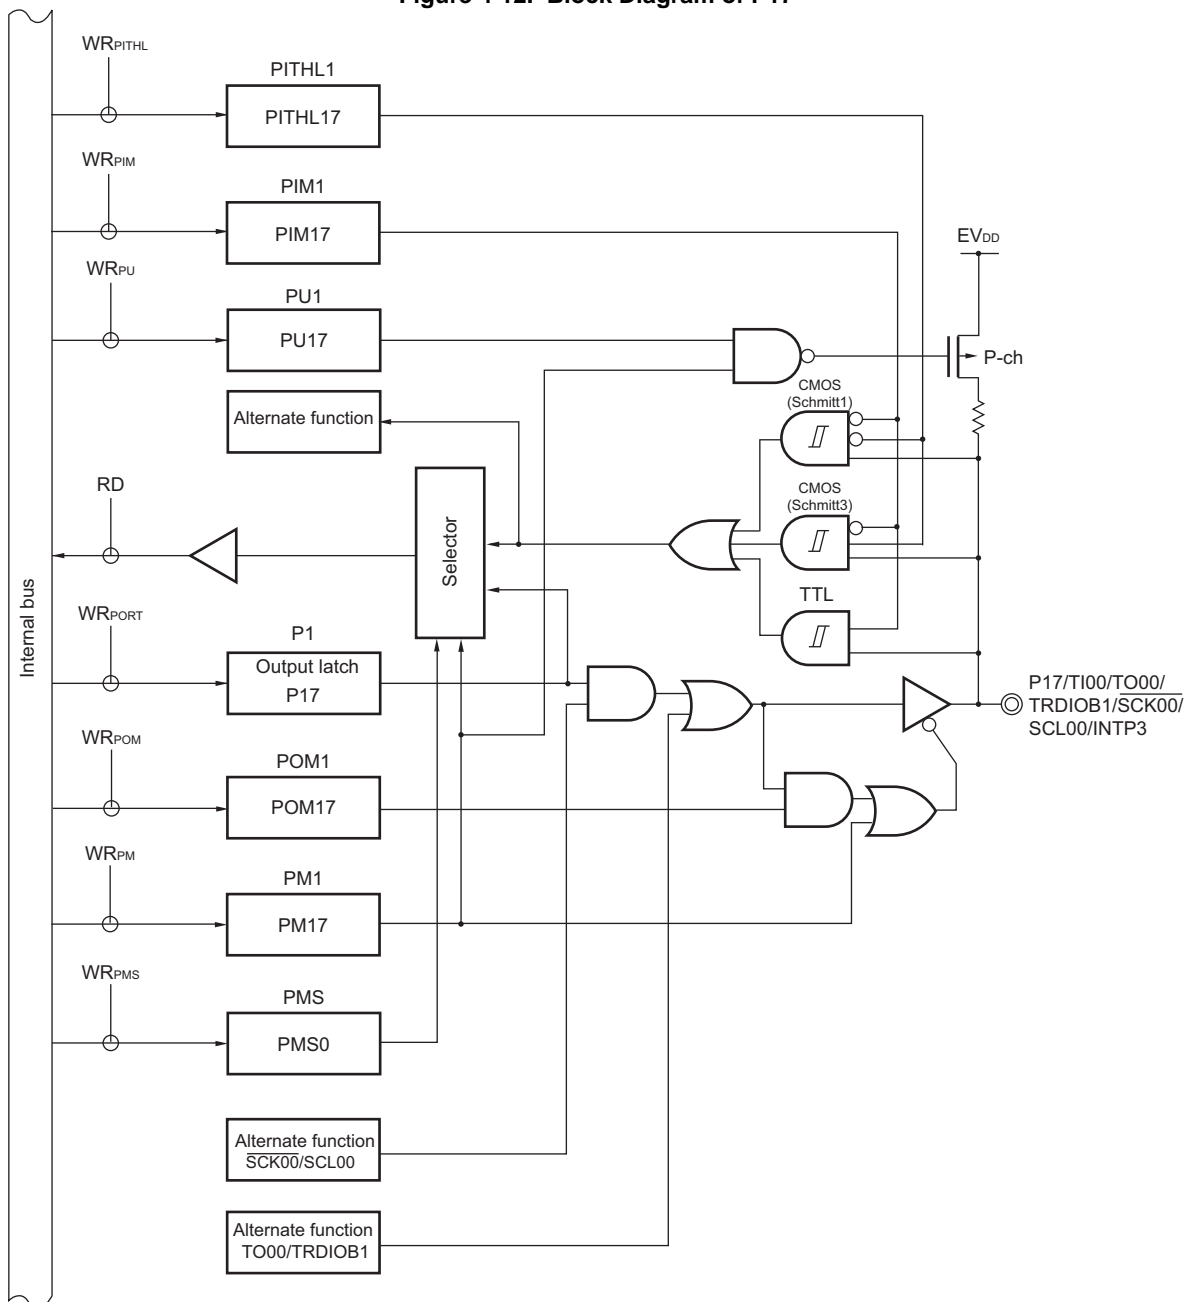 Figure 4-12. Block Diagram of P17
WRPITHL
PITHL1
PITHL17
WRPIM
PIM1
PIM17
EVDD
WRPU
PU1
PU17
P-ch
CMOS
(Schmitt1)
Alternate function
RD
Selector
CMOS
(Schmitt3)
Internal bus
TTL
WRPORT
P1
Output latch
P17
P17/TI00/TO00/
TRDIOB1/SCK00/
SCL00/INTP3
WRPOM
POM1
POM17
WRPM
PM1
PM17
WRPMS
PMS
PMS0
Alternate function
SCK00/SCL00
Alternate function
TO00/TRDIOB1